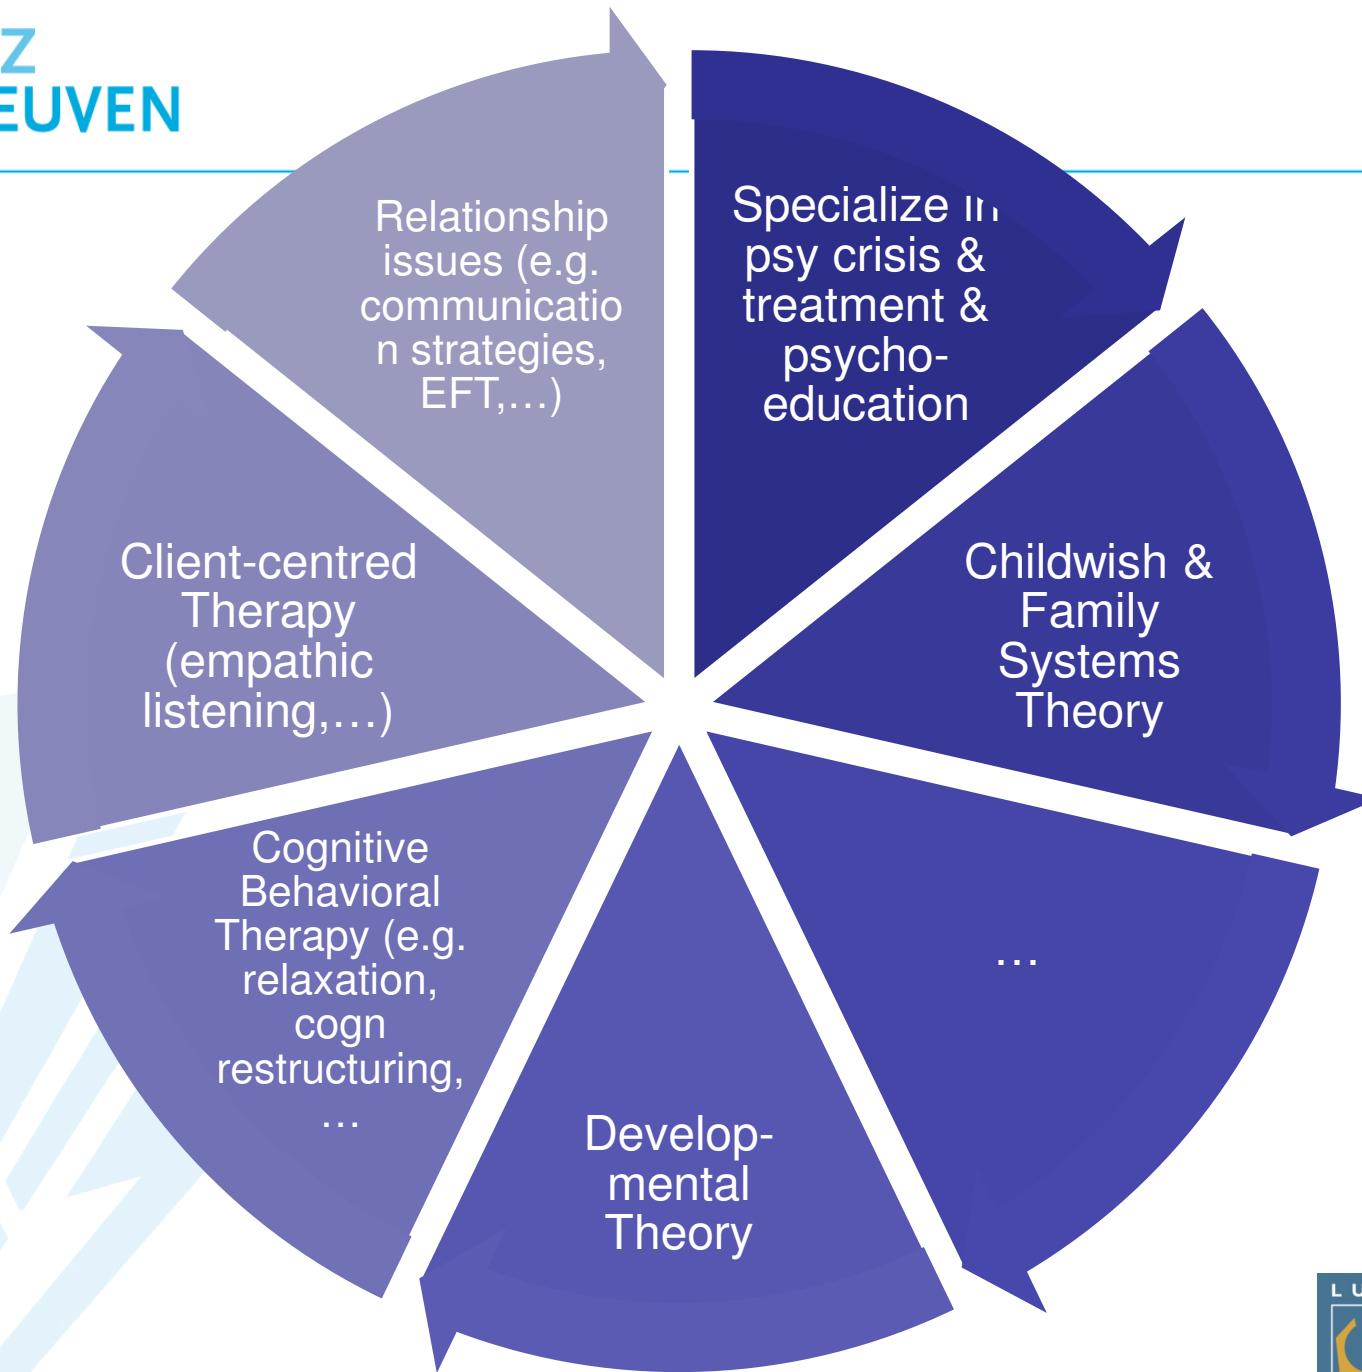 Z
EUVEN
Relationship
issues (e.g.
communicatio
n strategies,
EFT,…)
Specialize in
psy crisis &
treatment &
psycho-
education
Client-centred
Therapy
(empathic
listening,…)
Childwish &
Family
Systems
Theory
Cognitive
Behavioral
Therapy (e.g.
relaxation,
cogn
restructuring,
…
…
Develop-
mental
Theory
L U